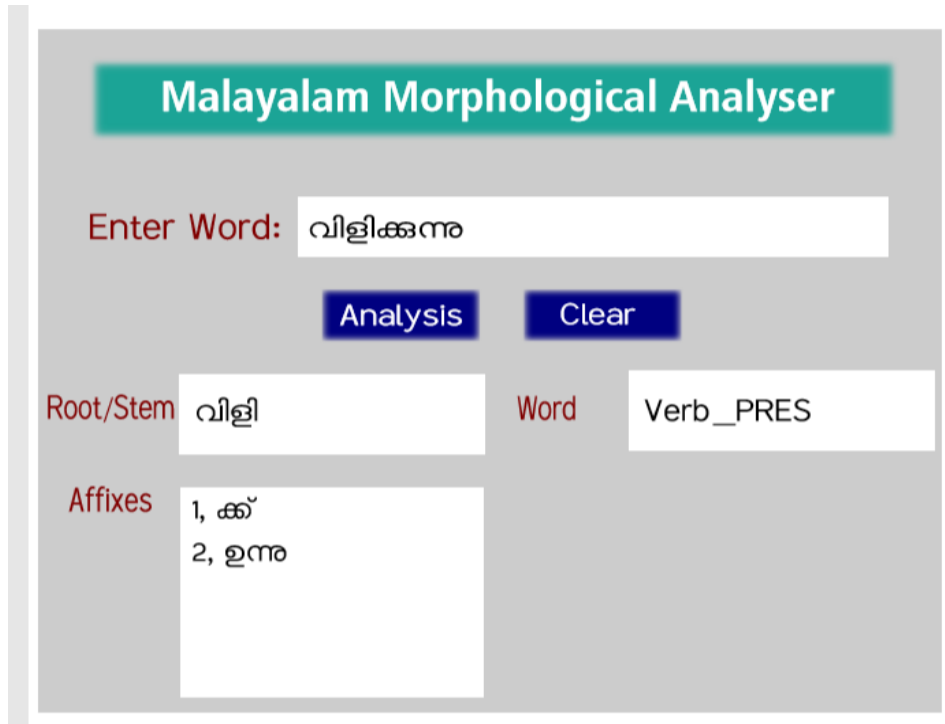 Malayalam Morphological Analyser
Enter Word: വിളിക്കുന്നു
Analysis Clear
Root/Stem വിളി Word Verb_PRES
Affixes
1, ക്ക്
2, ഉന്നു